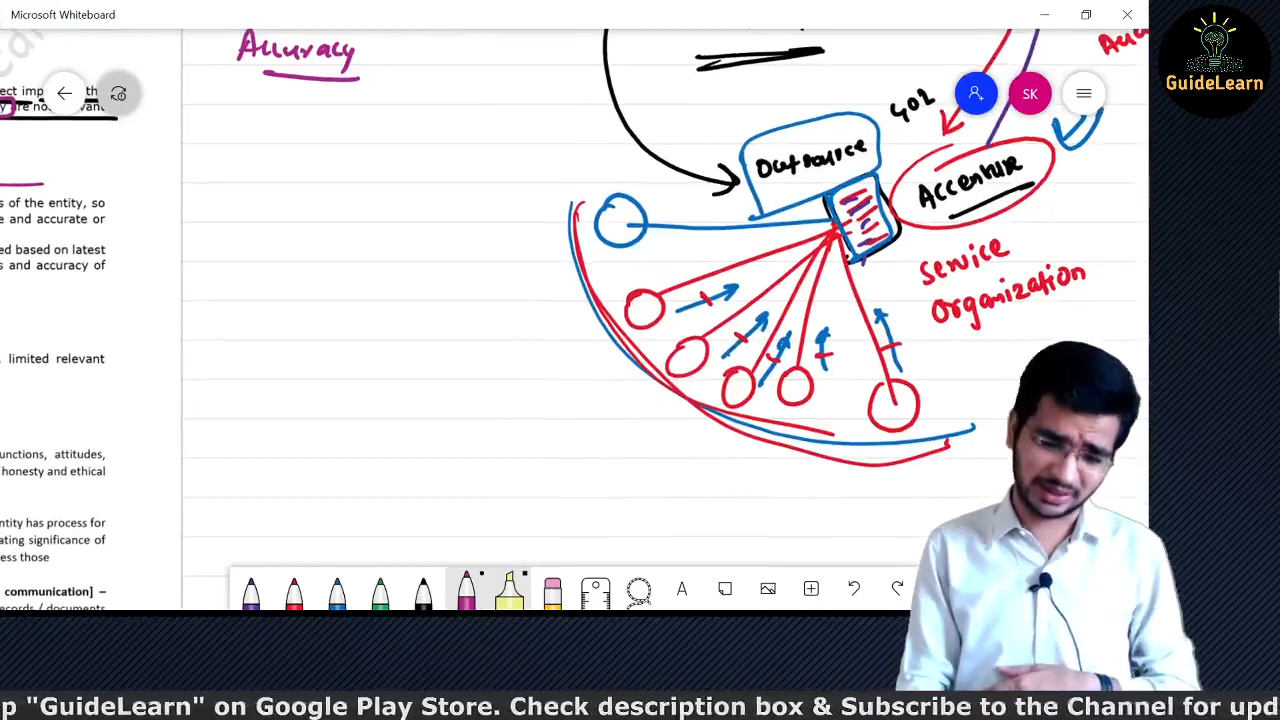 Microsoft Whiteboard
GuideLearn
Accuracy
SK
402
Outsource
Accenture
Service
organization
s of the entity, so
e and accurate or
ed based on latest
s and accuracy of
, limited relevant
unctions, attitudes,
honesty and ethical
ntity has process for
ating significance of
ess those
communication] –
ecords / documents
A
p "GuideLearn" on Google Play Store. Check description box & Subscribe to the Channel for upd